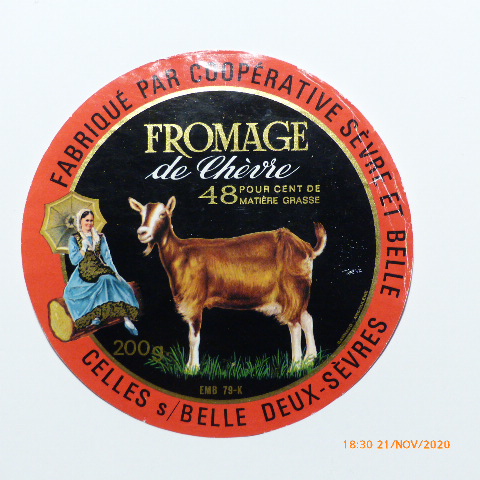 FABRIQUÉ PAR COOPÉRATIVE SÈVRE ET BELLE
FROMAGE
de Chèvre
48 POUR CENT DE
MATIÈRE GRASSE
200g.
EMB 79-K
CELLES s/BELLE DEUX-SÈVRES
18:30 21/NOV/2020